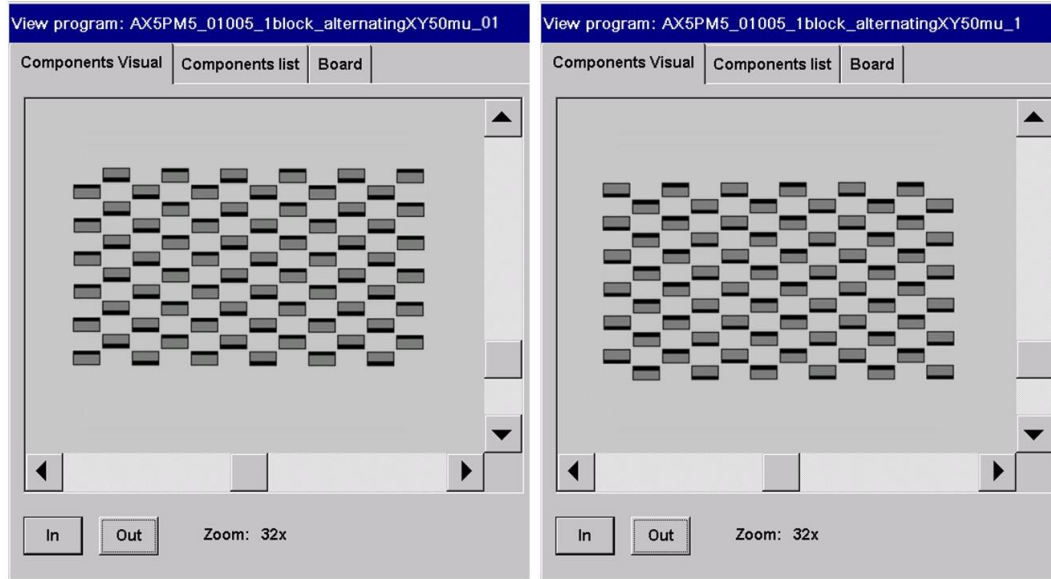 View program: AX5PM5_01005_1block_alternatingXY50mu_01
Components Visual
Components list
Board
In
Out
Zoom: 32x
View program: AX5PM5_01005_1block_alternatingXY50mu_1
Components Visual
Components list
Board
In
Out
Zoom: 32x